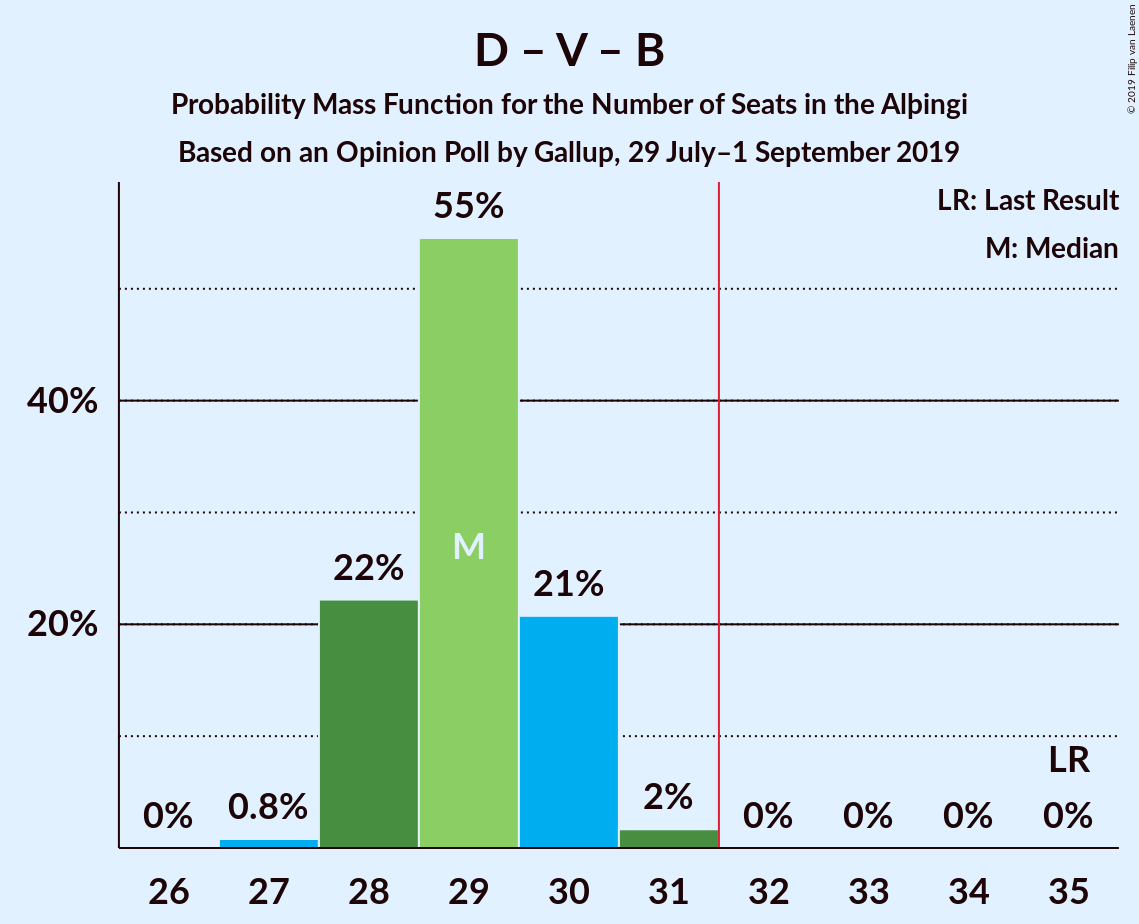 D – V – B
Probability Mass Function for the Number of Seats in the Alþingi
Based on an Opinion Poll by Gallup, 29 July–1 September 2019
© 2019 Filip van Laenen
LR: Last Result
M: Median
55%
40%
M
22%
21%
20%
LR
0%
0.8%
2%
0%
0%
0%
0%
26
27
28
29
30
31
32
33
34
35